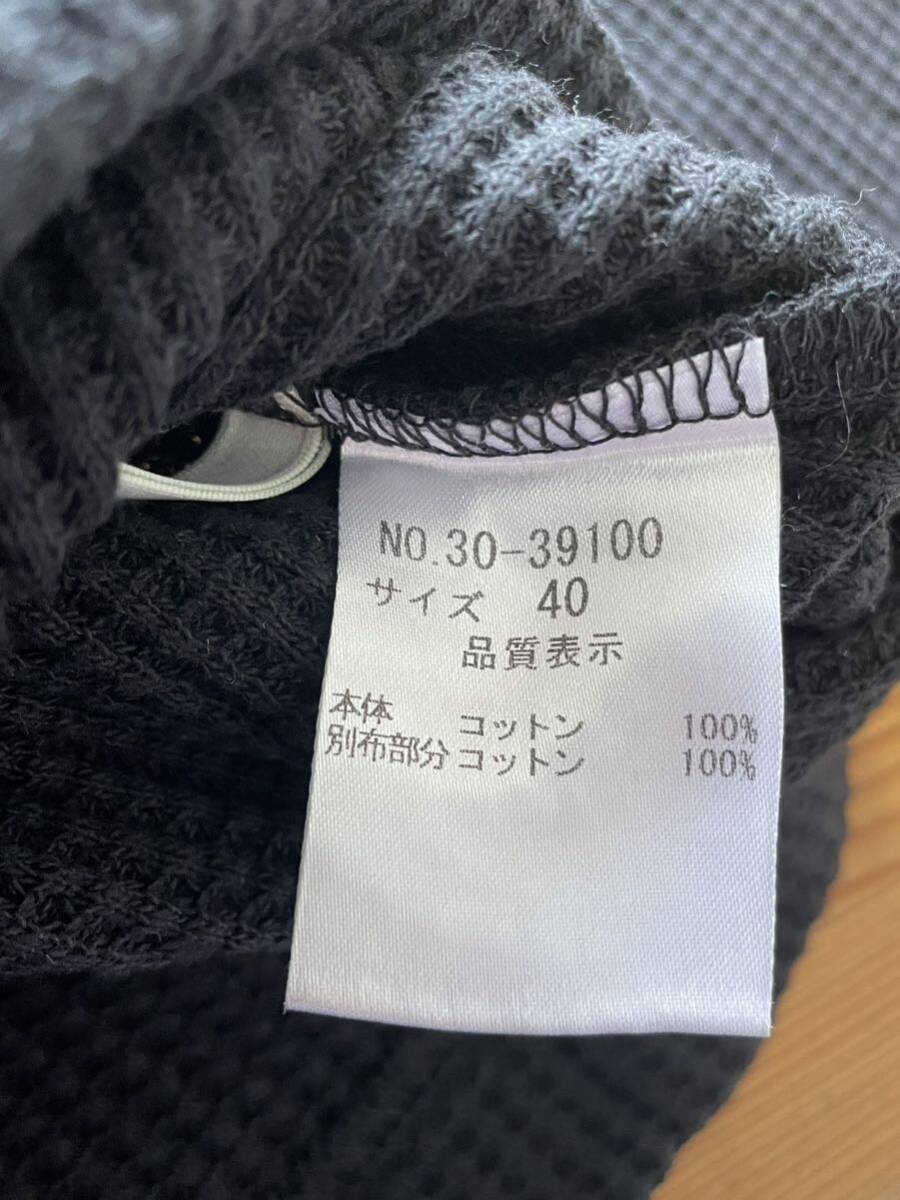 NO.30-39100
サイズ 40
品質表示
本体 コットン 100%
別布部分 コットン 100%